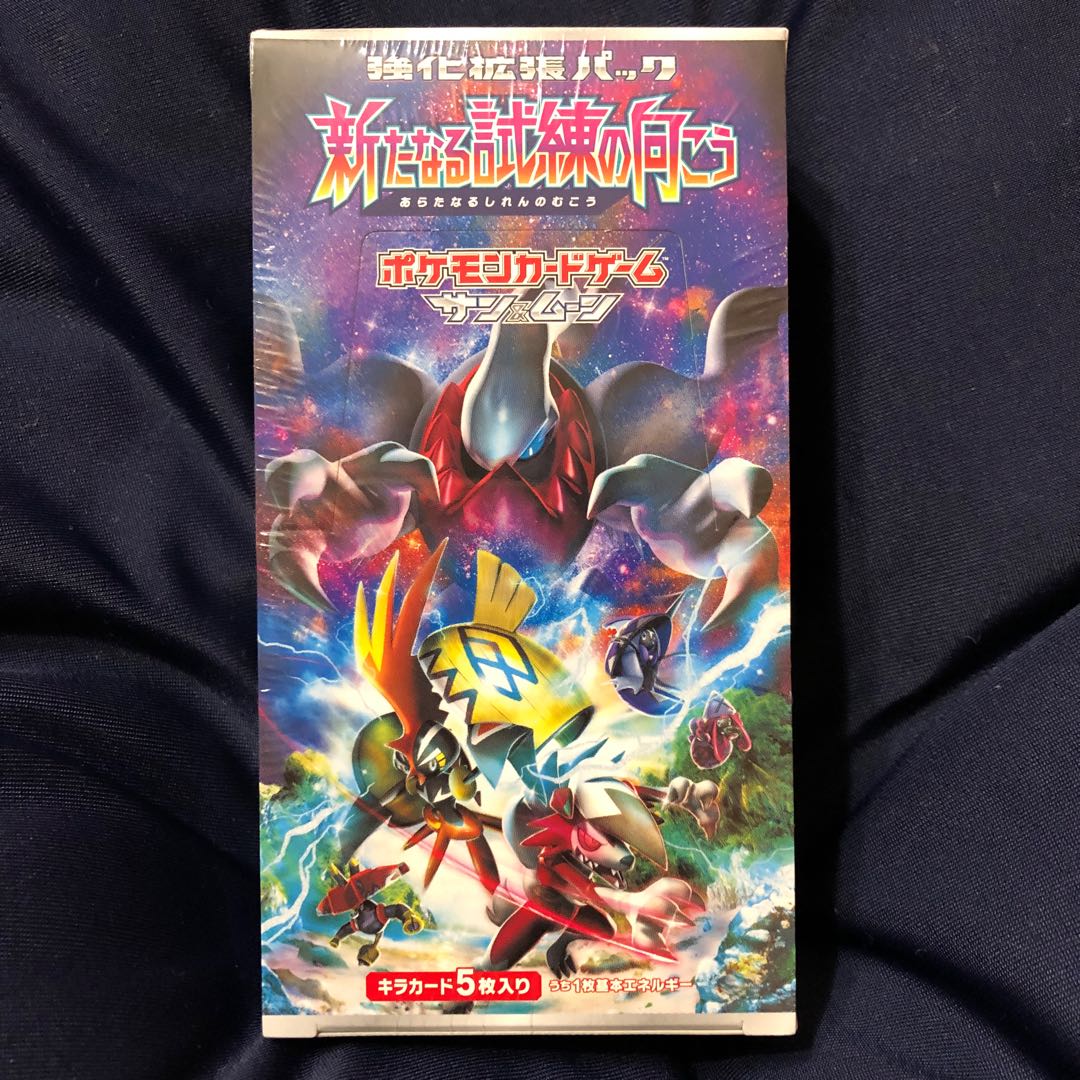 強化拡張パック
新たなる試練の向こう
あらたなるしれんのむこう
ポケモンカードゲーム™
サン&ムーン
キラカード5枚入り うち1枚基本エネルギー